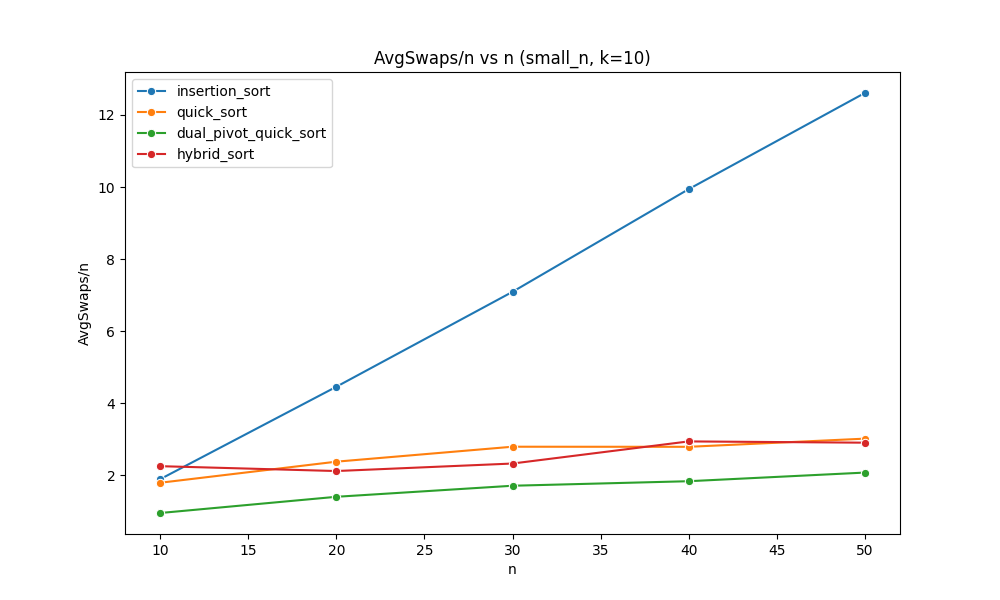 AvgSwaps/n vs n (small_n, k=10)
insertion_sort
quick_sort
dual_pivot_quick_sort
hybrid_sort
AvgSwaps/n
12
10
8
6
4
2
10 15 20 25 30 35 40 45 50
n